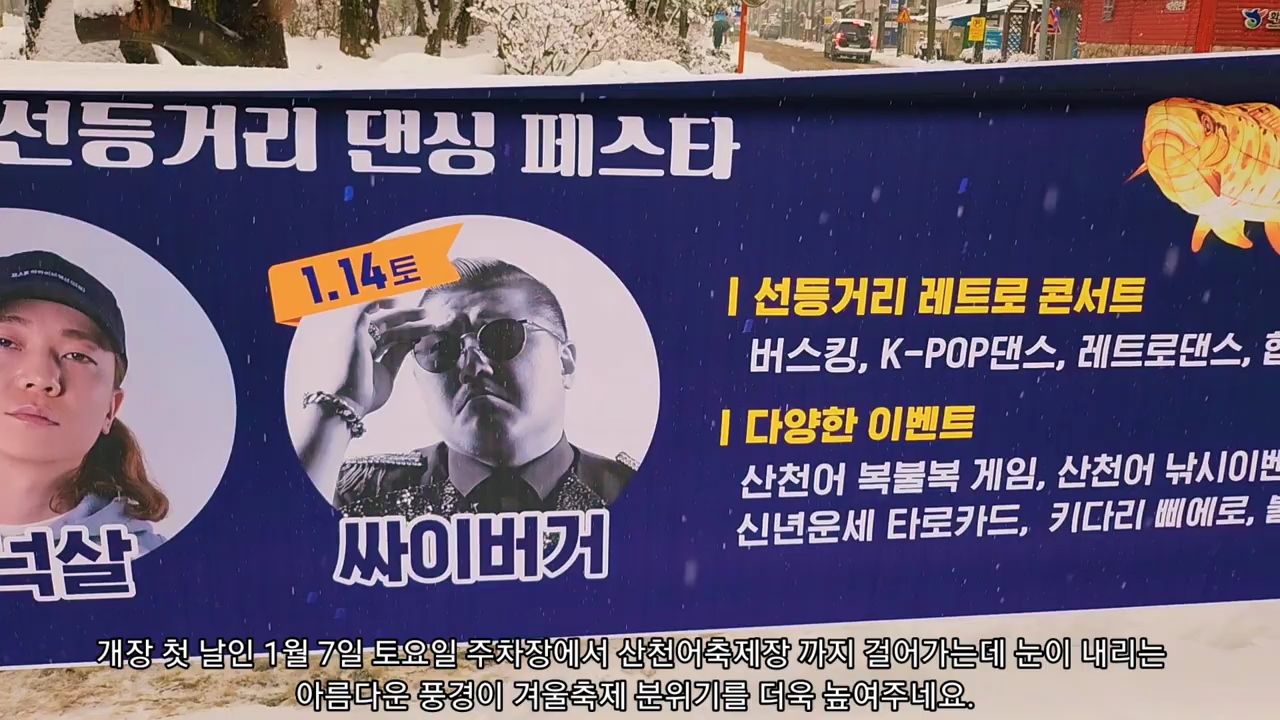 선등거리 댄싱 페스타
1.14토
넉살
싸이버거
| 선등거리 레트로 콘서트
버스킹, K-POP댄스, 레트로댄스, 힙
| 다양한 이벤트
산천어 복불복 게임, 산천어 낚시이벤
신년운세 타로카드, 키다리 삐에로,
개장 첫 날인 1월 7일 토요일 주차장에서 산천어축제장 까지 걸어가는데 눈이 내리는
아름다운 풍경이 겨울축제 분위기를 더욱 높여주네요.